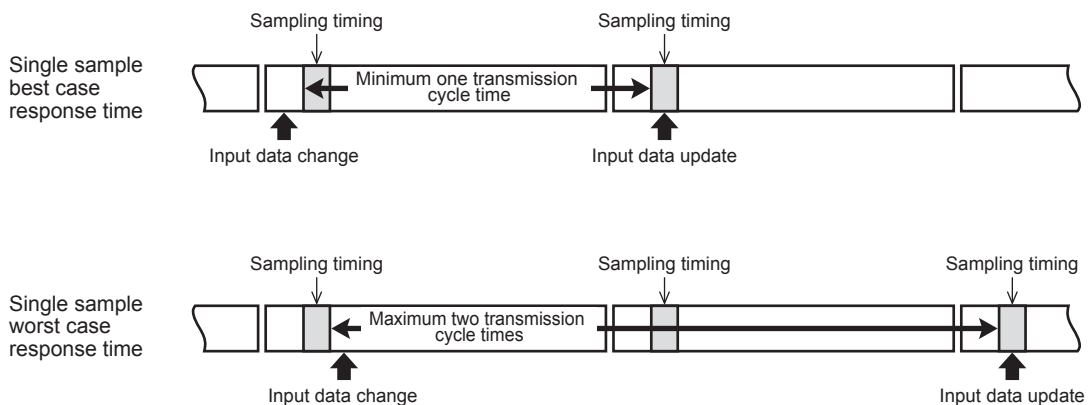 Sampling timing
Sampling timing
Single sample
best case
response time
Minimum one transmission
cycle time
Input data change
Input data update
Sampling timing
Sampling timing
Sampling timing
Single sample
worst case
response time
Maximum two transmission
cycle times
Input data change
Input data update